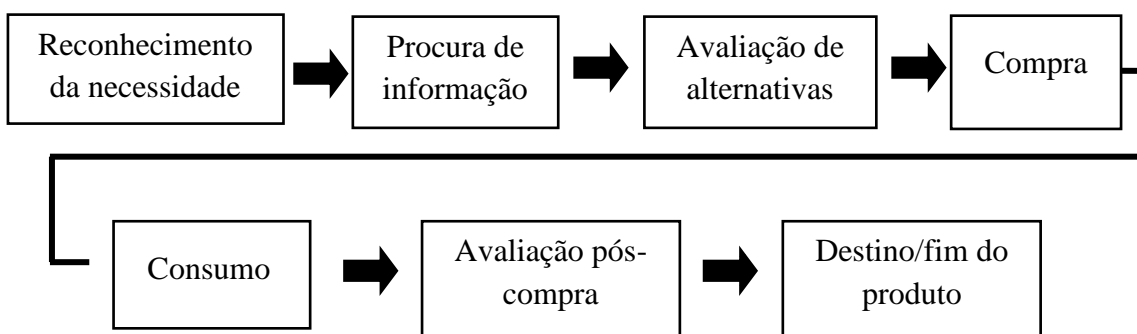 Reconhecimento
da necessidade
Procura de
informação
Avaliação de
alternativas
Compra
Consumo
Avaliação pós-
compra
Destino/fim do
produto